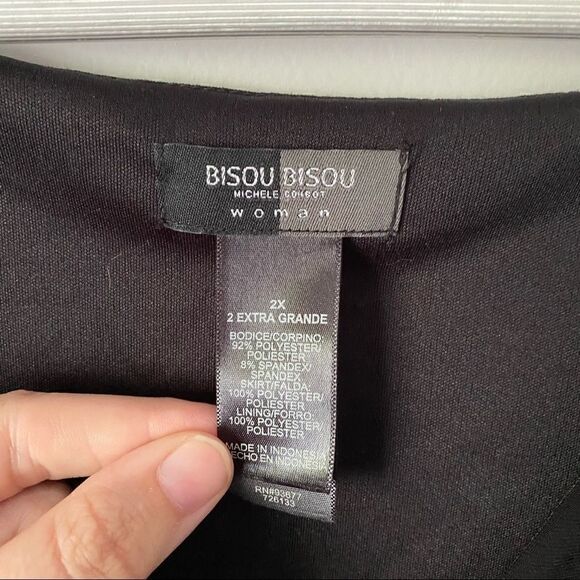 BISOU BISOU
MICHELE BOHBOT
woman
2X
2 EXTRA GRANDE
BODICE/CORPINO:
92% POLYESTER/
POLIESTER
8% SPANDEX/
SPANDEX
SKIRT/FALDA
100% POLYESTER/
POLIESTER
LINING/FORRO:
100% POLYESTER/
POLIESTER
MADE IN INDONESIA
HECHO EN INDONESIA
RN#93677
726133